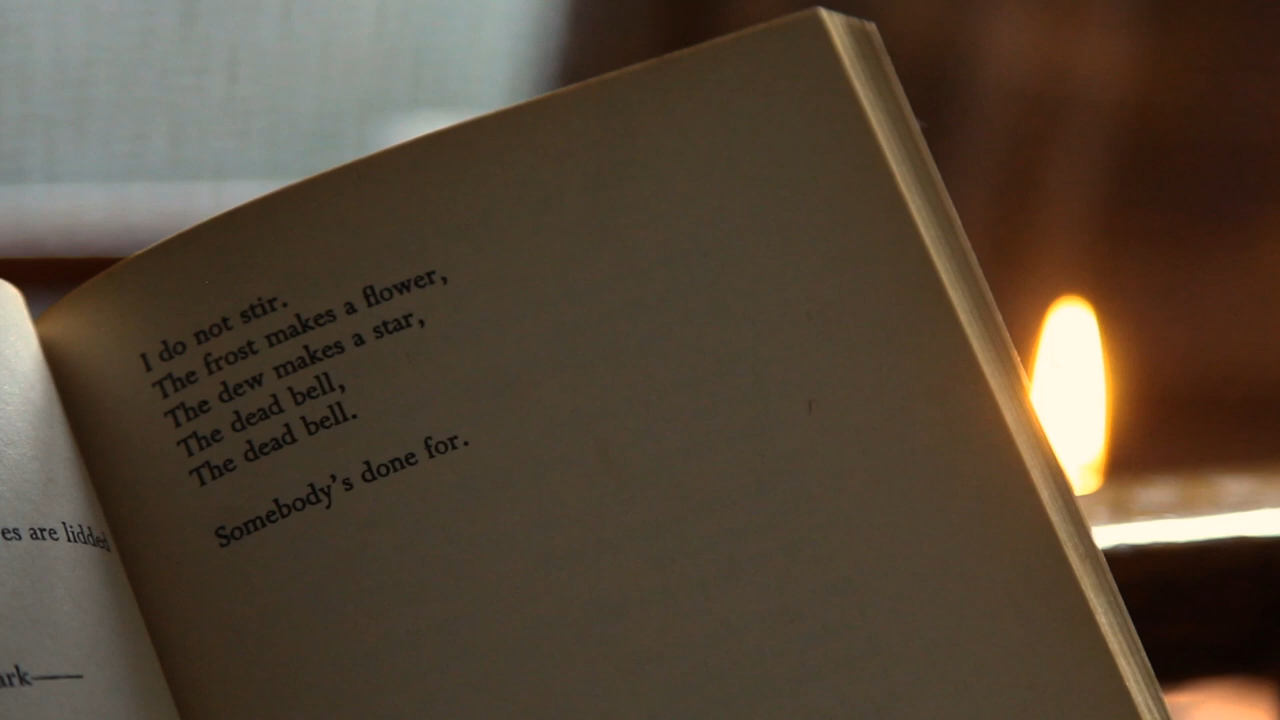 es are lidded
ark——
I do not stir.
The frost makes a flower,
The dew makes a star,
The dead bell,
The dead bell.
Somebody's done for.